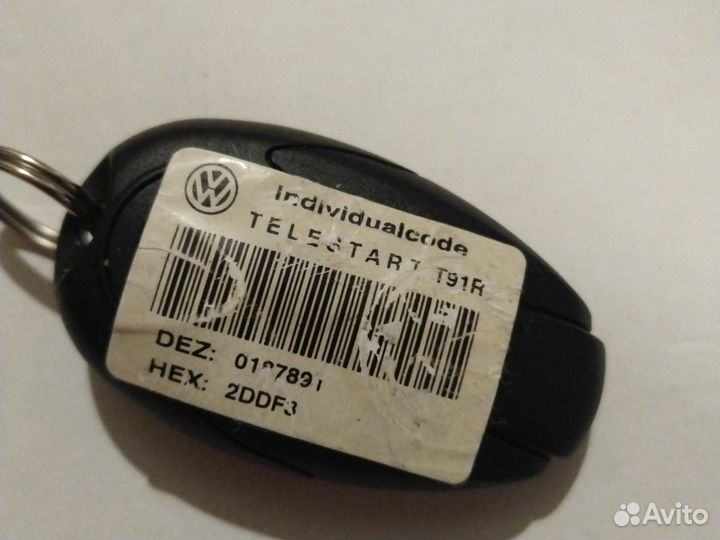 Individualcode
TELESTART T91R
DEZ: 0187891
HEX: 2DDF3
Avito